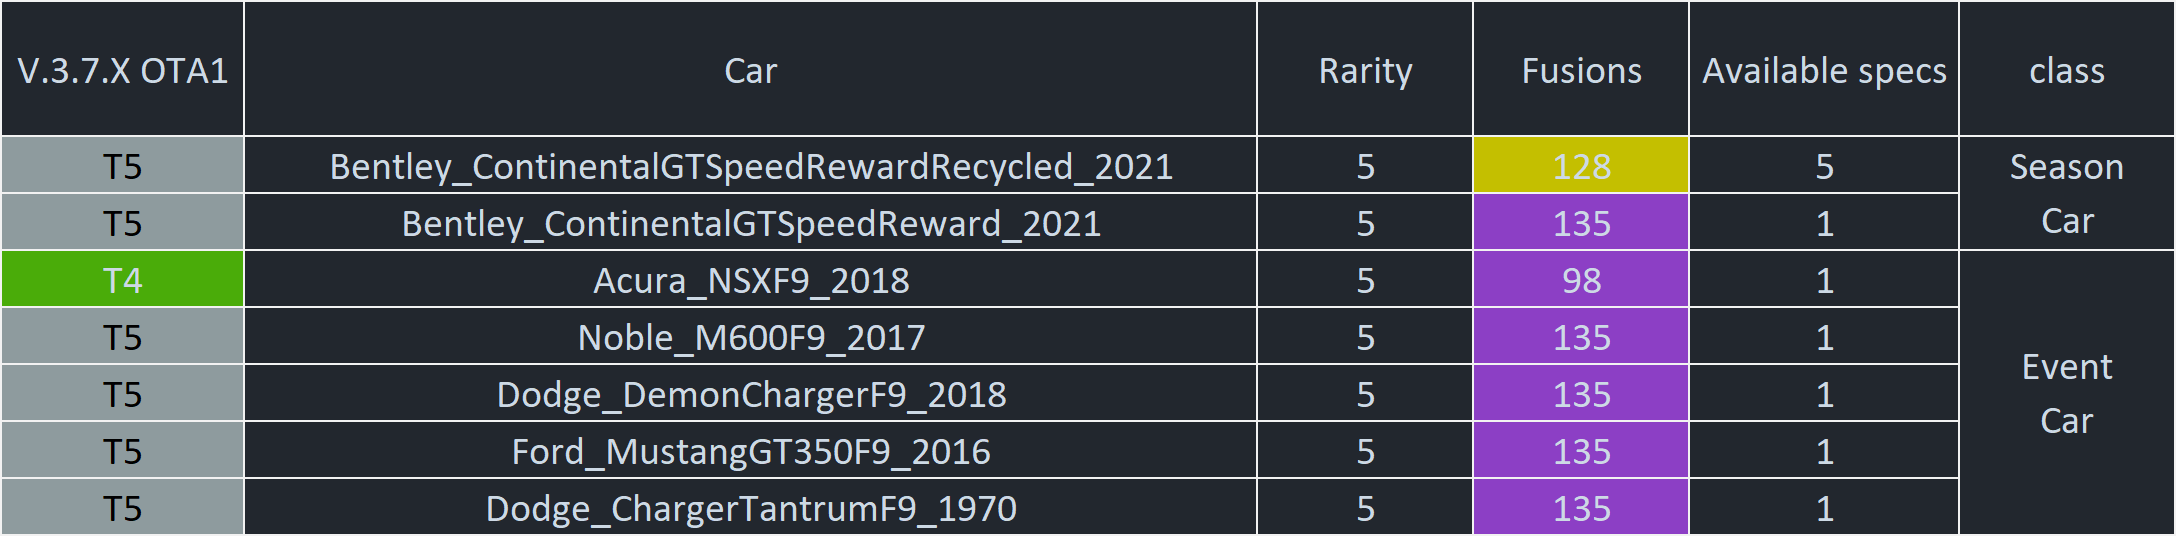 V.3.7.X OTA1 Car Rarity Fusions Available specs class
T5 Bentley_ContinentalGTSpeedRewardRecycled_2021 5 128 5 Season
T5 Bentley_ContinentalGTSpeedReward_2021 5 135 1 Car
T4 Acura_NSXF9_2018 5 98 1
T5 Noble_M600F9_2017 5 135 1
Event
T5 Dodge_DemonChargerF9_2018 5 135 1
Car
T5 Ford_MustangGT350F9_2016 5 135 1
T5 Dodge_ChargerTantrumF9_1970 5 135 1